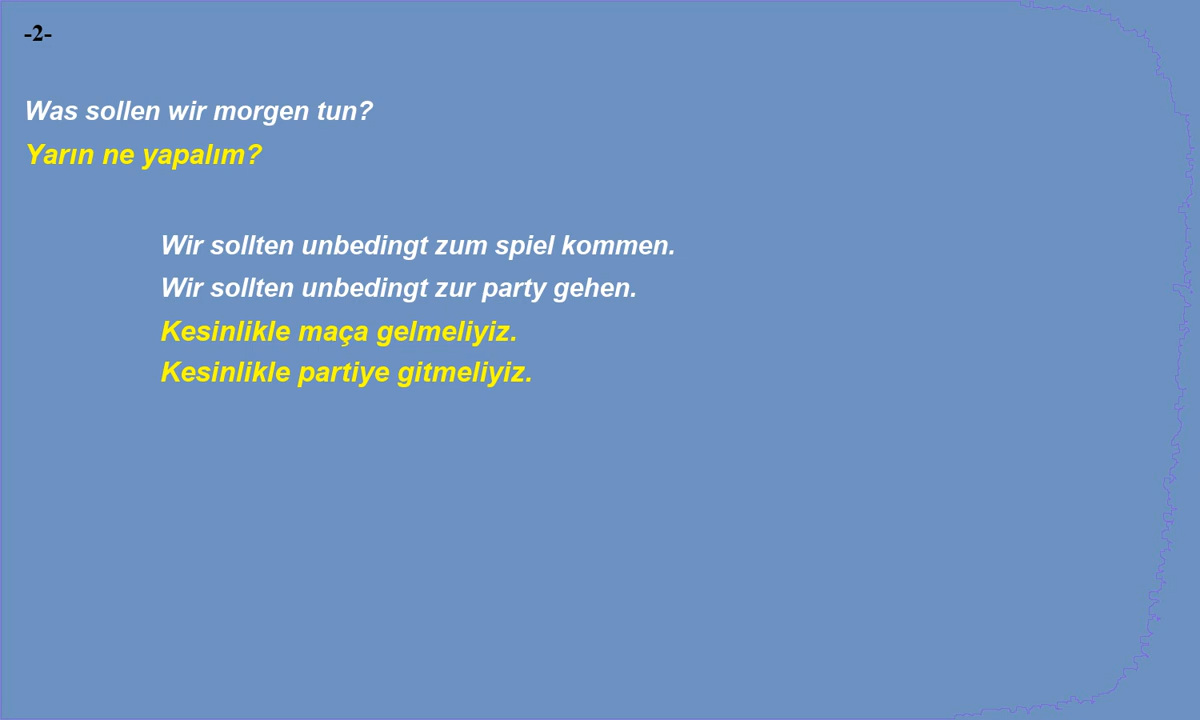 -2-
Was sollen wir morgen tun?
Yarın ne yapalım?
Wir sollten unbedingt zum spiel kommen.
Wir sollten unbedingt zur party gehen.
Kesinlikle maça gelmeliyiz.
Kesinlikle partiye gitmeliyiz.